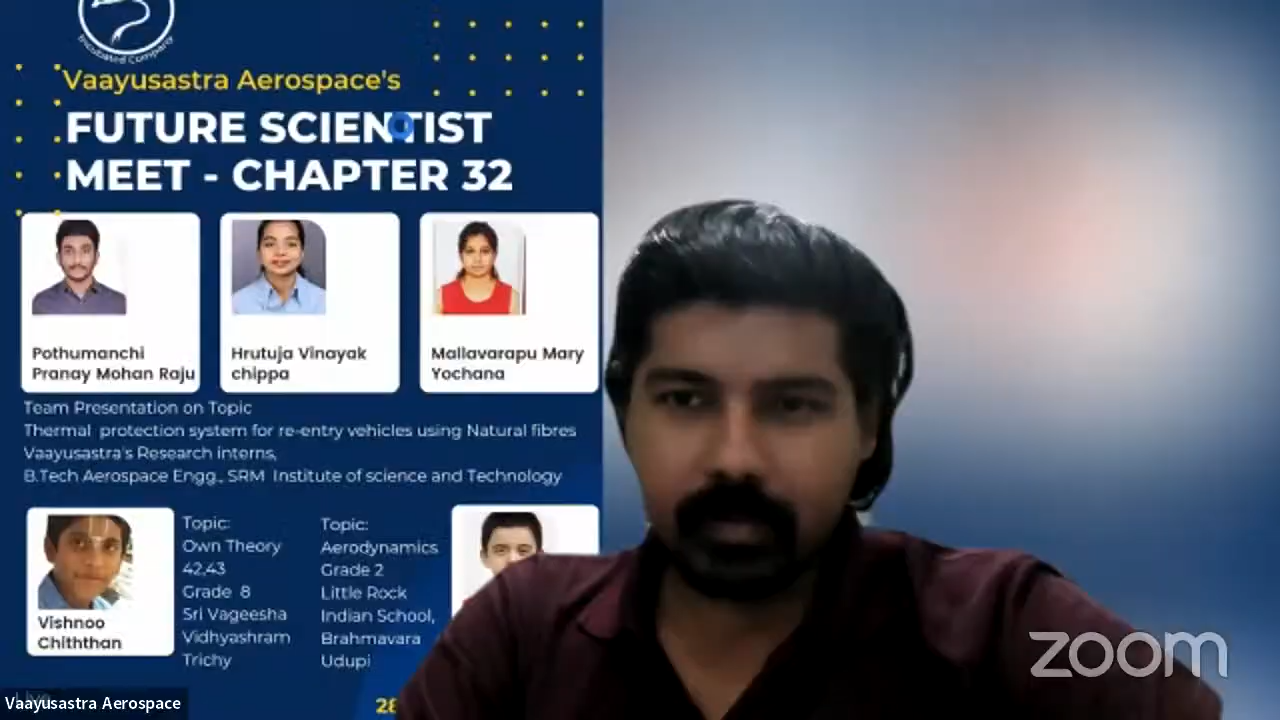 Incubated Company
Vaayusastra Aerospace's
FUTURE SCIENTIST
MEET - CHAPTER 32
Pothumanchi
Pranay Mohan Raju
Hrutuja Vinayak
chippa
Mallavarapu Mary
Yochana
Team Presentation on Topic
Thermal protection system for re-entry vehicles using Natural fibres
Vaayusastra's Research interns,
B.Tech Aerospace Engg., SRM Institute of science and Technology
Vishnoo
Chiththan
Topic:
Own Theory
42,43
Grade 8
Sri Vageesha
Vidhyashram
Trichy
Topic:
Aerodynamics
Grade 2
Little Rock
Indian School,
Brahmavara
Udupi
28
Live
Vaayusastra Aerospace
zoom